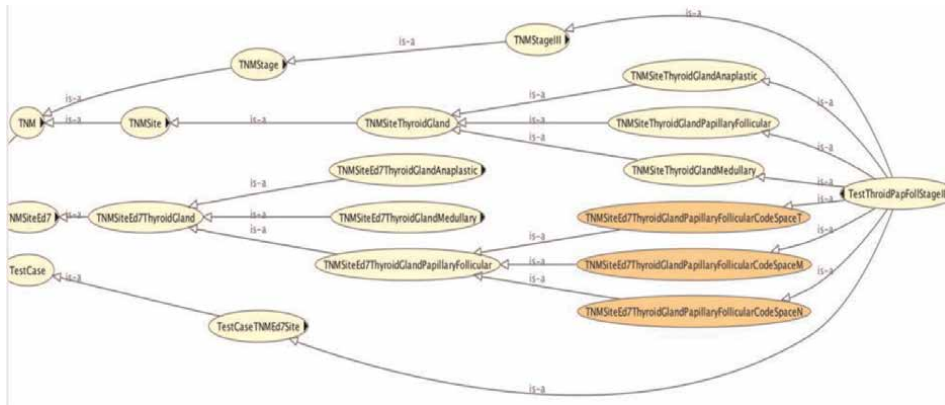 is-a
TNMStageIII
is-a
TNMStage
TNMSiteThyroidGlandAnaplastic
is-a
is-a
is-a
TNM
is-a
TNMSite
is-a
TNMSiteThyroidGland
is-a
TNMSiteThyroidGlandPapillaryFollicular
is-a
is-a
TNMSiteEd7ThyroidGlandAnaplastic
TNMSiteThyroidGlandMedullary
is-a
is-a
TestThroidPapFollStageII
is-a
NMSiteEd7
is-a
TNMSiteEd7ThyroidGland
is-a
TNMSiteEd7ThyroidGlandMedullary
is-a
TNMSiteEd7ThyroidGlandPapillaryFollicularCodeSpaceT
is-a
is-a
TestCase
is-a
TNMSiteEd7ThyroidGlandPapillaryFollicular
is-a
TNMSiteEd7ThyroidGlandPapillaryFollicularCodeSpaceM
is-a
is-a
TNMSiteEd7ThyroidGlandPapillaryFollicularCodeSpaceN
TestCaseTNMEd7Site
is-a